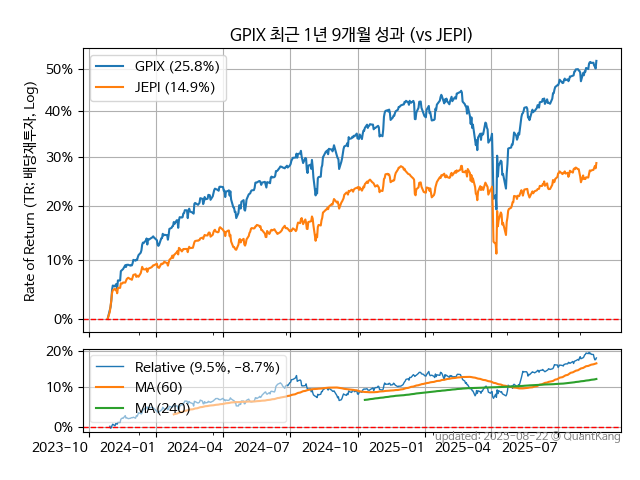 GPIX 최근 1년 9개월 성과 (vs JEPI)
Rate of Return (TR: 배당재투자, Log)
50%
40%
30%
20%
10%
0%
GPIX (25.8%)
JEPI (14.9%)
20%
10%
0%
Relative (9.5%, −8.7%)
MA(60)
MA(240)
2023−10 2024−01 2024−04 2024−07 2024−10 2025−01 2025−04 2025−07
updated: 2025−08−22 © QuantKang